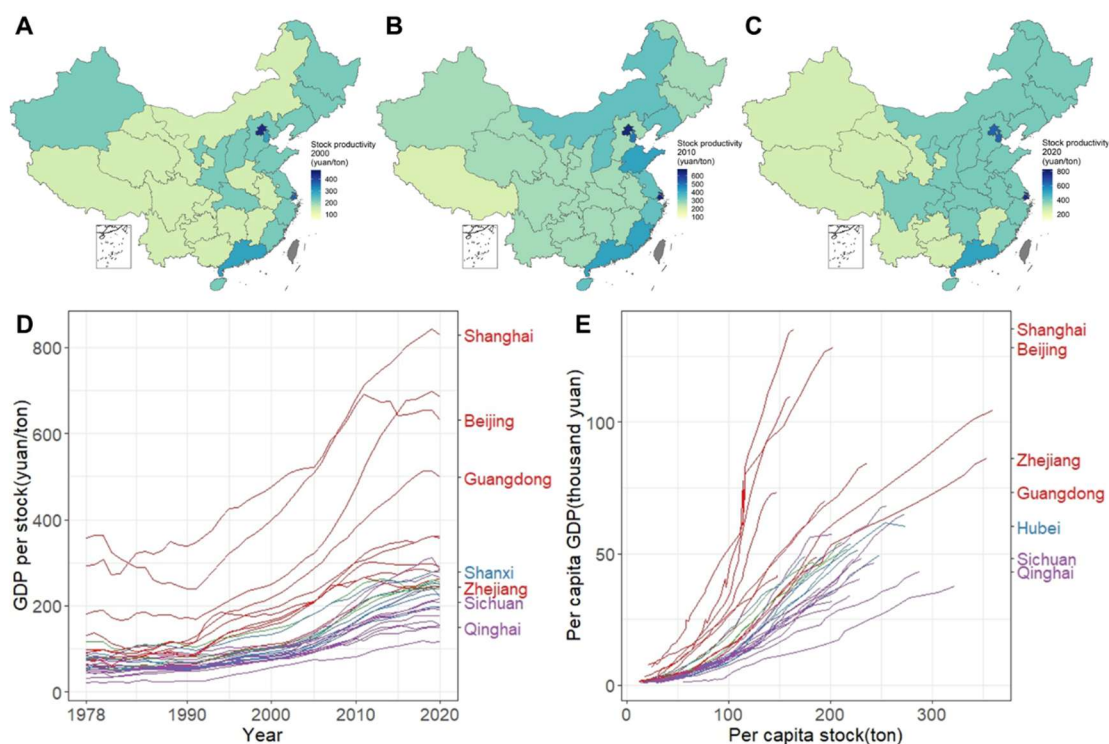 A
Stock productivity
2000
(yuan/ton)
400
300
200
100
B
Stock productivity
2010
(yuan/ton)
600
500
400
300
200
100
C
Stock productivity
2020
(yuan/ton)
800
600
400
200
D
GDP per stock(yuan/ton)
800
600
400
200
0
1978
1990
2000
2010
2020
Year
Shanghai
Beijing
Guangdong
Shanxi
Zhejiang
Sichuan
Qinghai
E
Per capita GDP(thousand yuan)
100
50
0
0
100
200
300
Per capita stock(ton)
Shanghai
Beijing
Zhejiang
Guangdong
Hubei
Sichuan
Qinghai